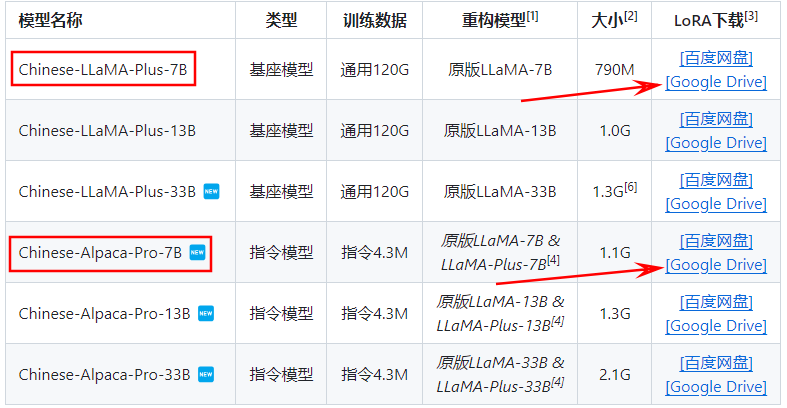 模型名称 类型 训练数据 重构模型[1] 大小[2] LoRA下载[3]
Chinese-LLaMA-Plus-7B 基座模型 通用120G 原版LLaMA-7B 790M [百度网盘]
[Google Drive]
Chinese-LLaMA-Plus-13B 基座模型 通用120G 原版LLaMA-13B 1.0G [百度网盘]
[Google Drive]
Chinese-LLaMA-Plus-33B NEW 基座模型 通用120G 原版LLaMA-33B 1.3G[6] [百度网盘]
[Google Drive]
Chinese-Alpaca-Pro-7B NEW 指令模型 指令4.3M 原版LLaMA-7B &
LLaMA-Plus-7B[4] 1.1G [百度网盘]
[Google Drive]
Chinese-Alpaca-Pro-13B NEW 指令模型 指令4.3M 原版LLaMA-13B &
LLaMA-Plus-13B[4] 1.3G [百度网盘]
[Google Drive]
Chinese-Alpaca-Pro-33B NEW 指令模型 指令4.3M 原版LLaMA-33B &
LLaMA-Plus-33B[4] 2.1G [百度网盘]
[Google Drive]